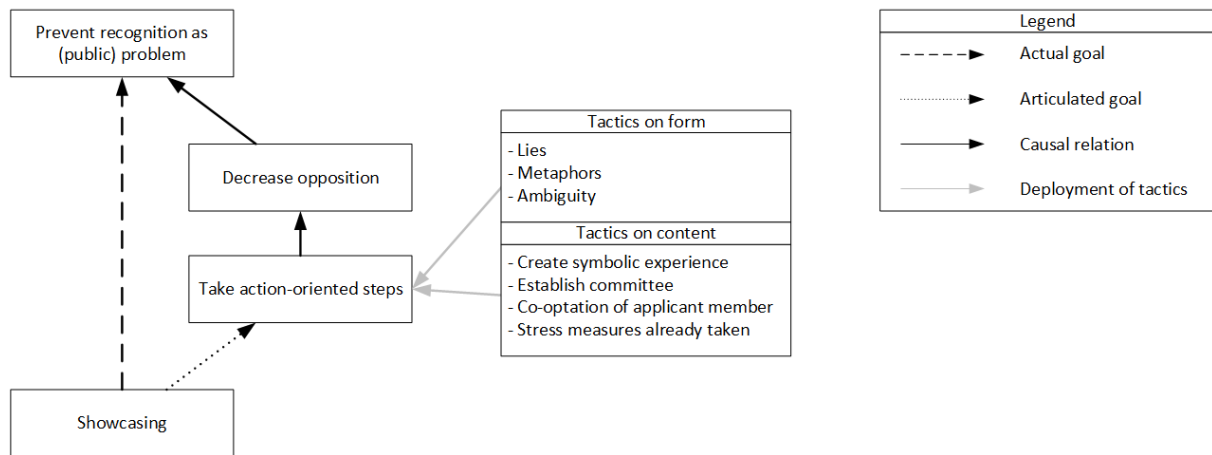 Prevent recognition as
(public) problem
Decrease opposition
Take action-oriented steps
Showcasing
Tactics on form
- Lies
- Metaphors
- Ambiguity
Tactics on content
- Create symbolic experience
- Establish committee
- Co-optation of applicant member
- Stress measures already taken
Legend
Actual goal
Articulated goal
Causal relation
Deployment of tactics